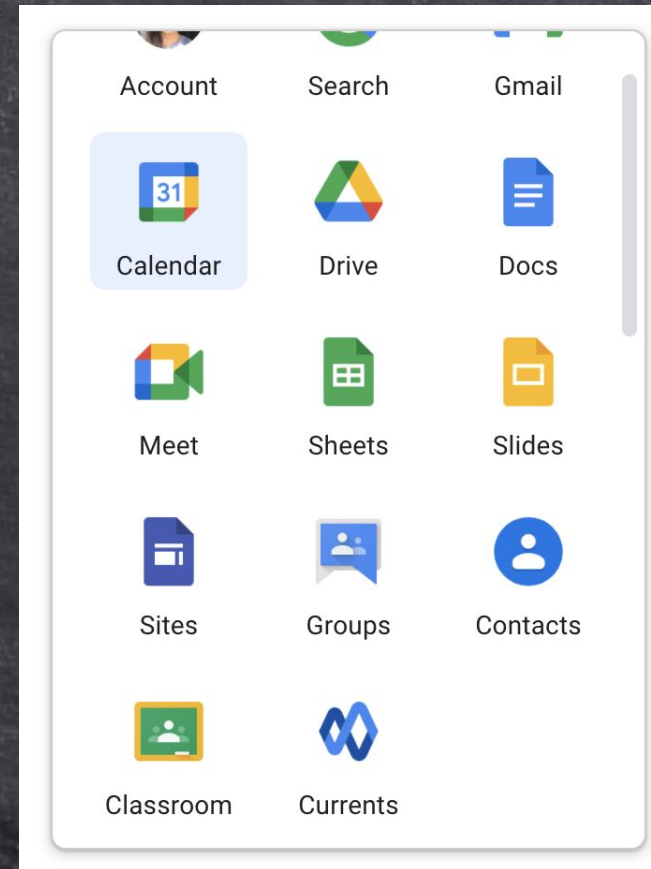 Account Search Gmail
31
Calendar Drive Docs
Meet Sheets Slides
Sites Groups Contacts
Classroom Currents